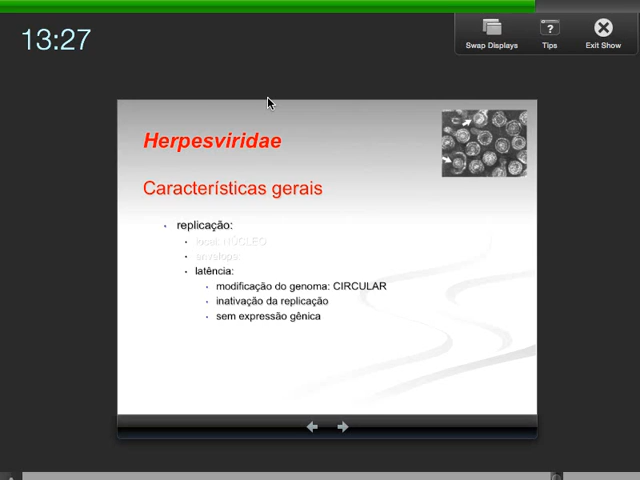 13:27
Swap Displays
Tips
Exit Show
Herpesviridae
Características gerais
replicação:
local: NÚCLEO
envelope:
latência:
modificação do genoma: CIRCULAR
inativação da replicação
sem expressão gênica